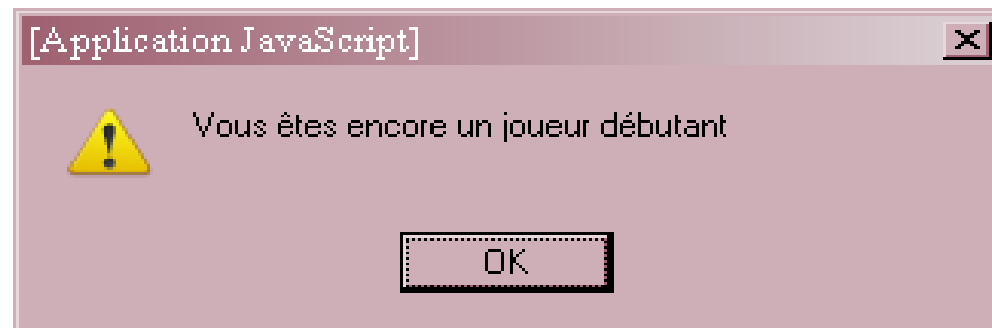 [Application JavaScript]
Vous êtes encore un joueur débutant
OK